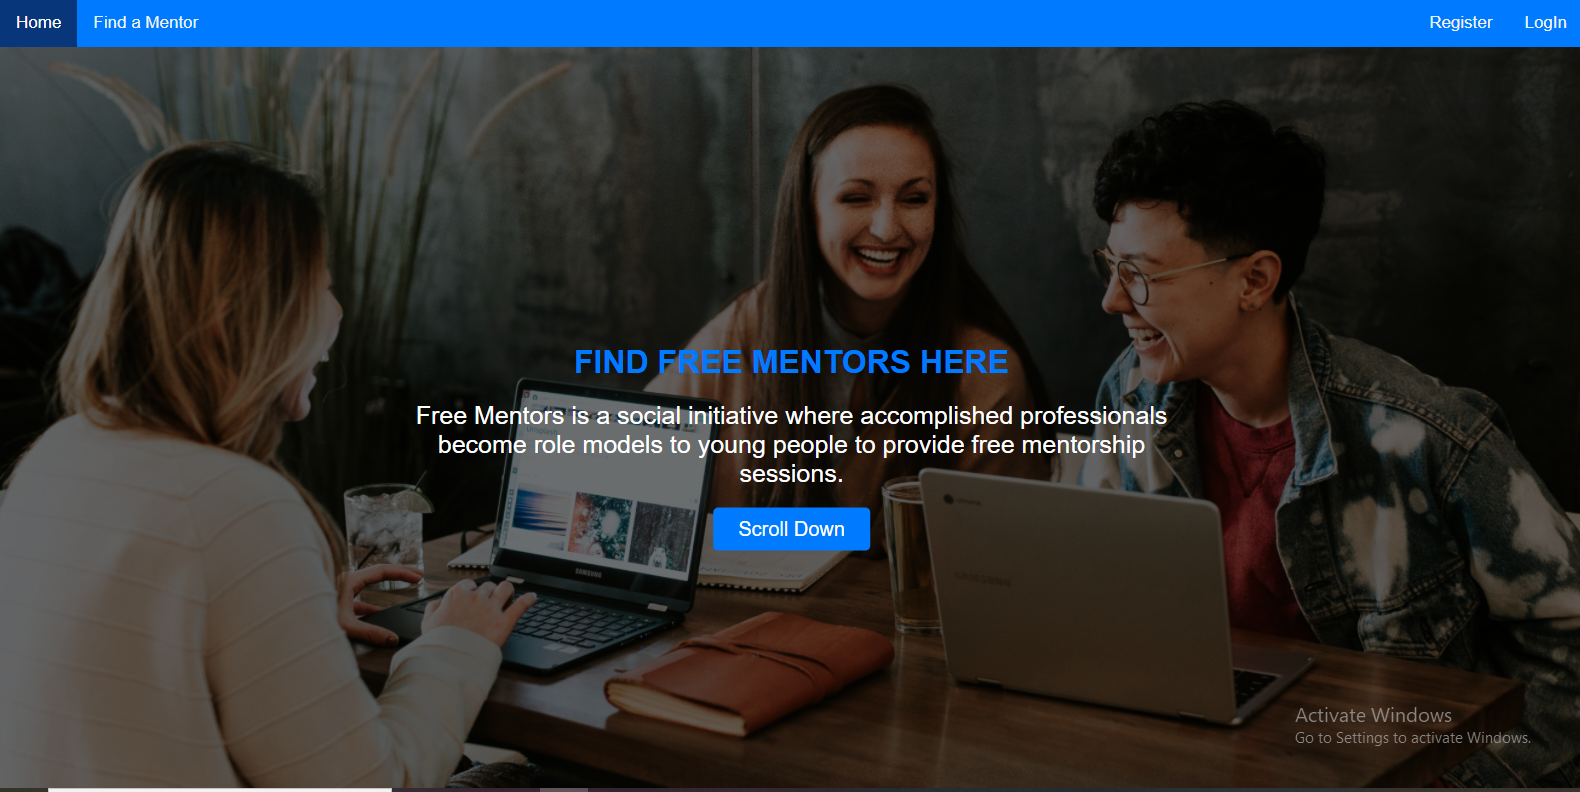 Home Find a Mentor Register LogIn
FIND FREE MENTORS HERE
Free Mentors is a social initiative where accomplished professionals
become role models to young people to provide free mentorship
sessions.
Scroll Down
SAMSUNG
SAMSUNG
Activate Windows
Go to Settings to activate Windows.